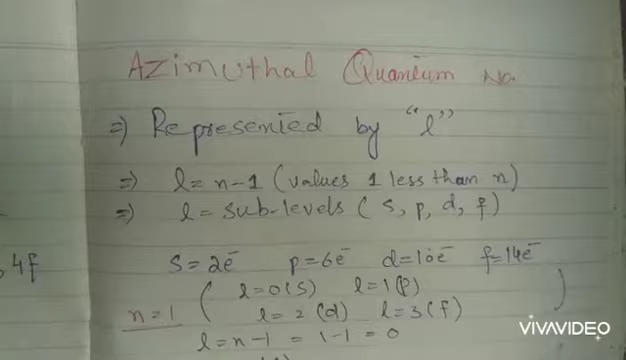 Azimuthal Quantum No.
⇒ Represented by "l"
⇒ l = n-1 (values 1 less than n)
⇒ l = sub-levels (s, p, d, f)
4f
s=2e⁻ p=6e⁻ d=10e⁻ f=14e⁻
( l=0(s) l=1(p) )
n=1 l=2(d) l=3(f)
l=n-1 = 1-1 = 0
VIVAVIDEO